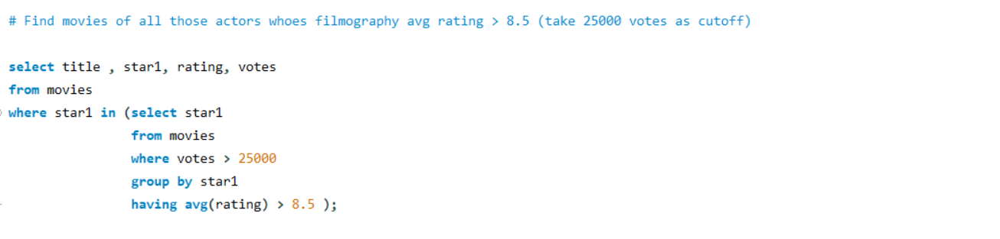 # Find movies of all those actors whoes filmography avg rating > 8.5 (take 25000 votes as cutoff)
select title , star1, rating, votes
from movies
where star1 in (select star1
from movies
where votes > 25000
group by star1
having avg(rating) > 8.5 );